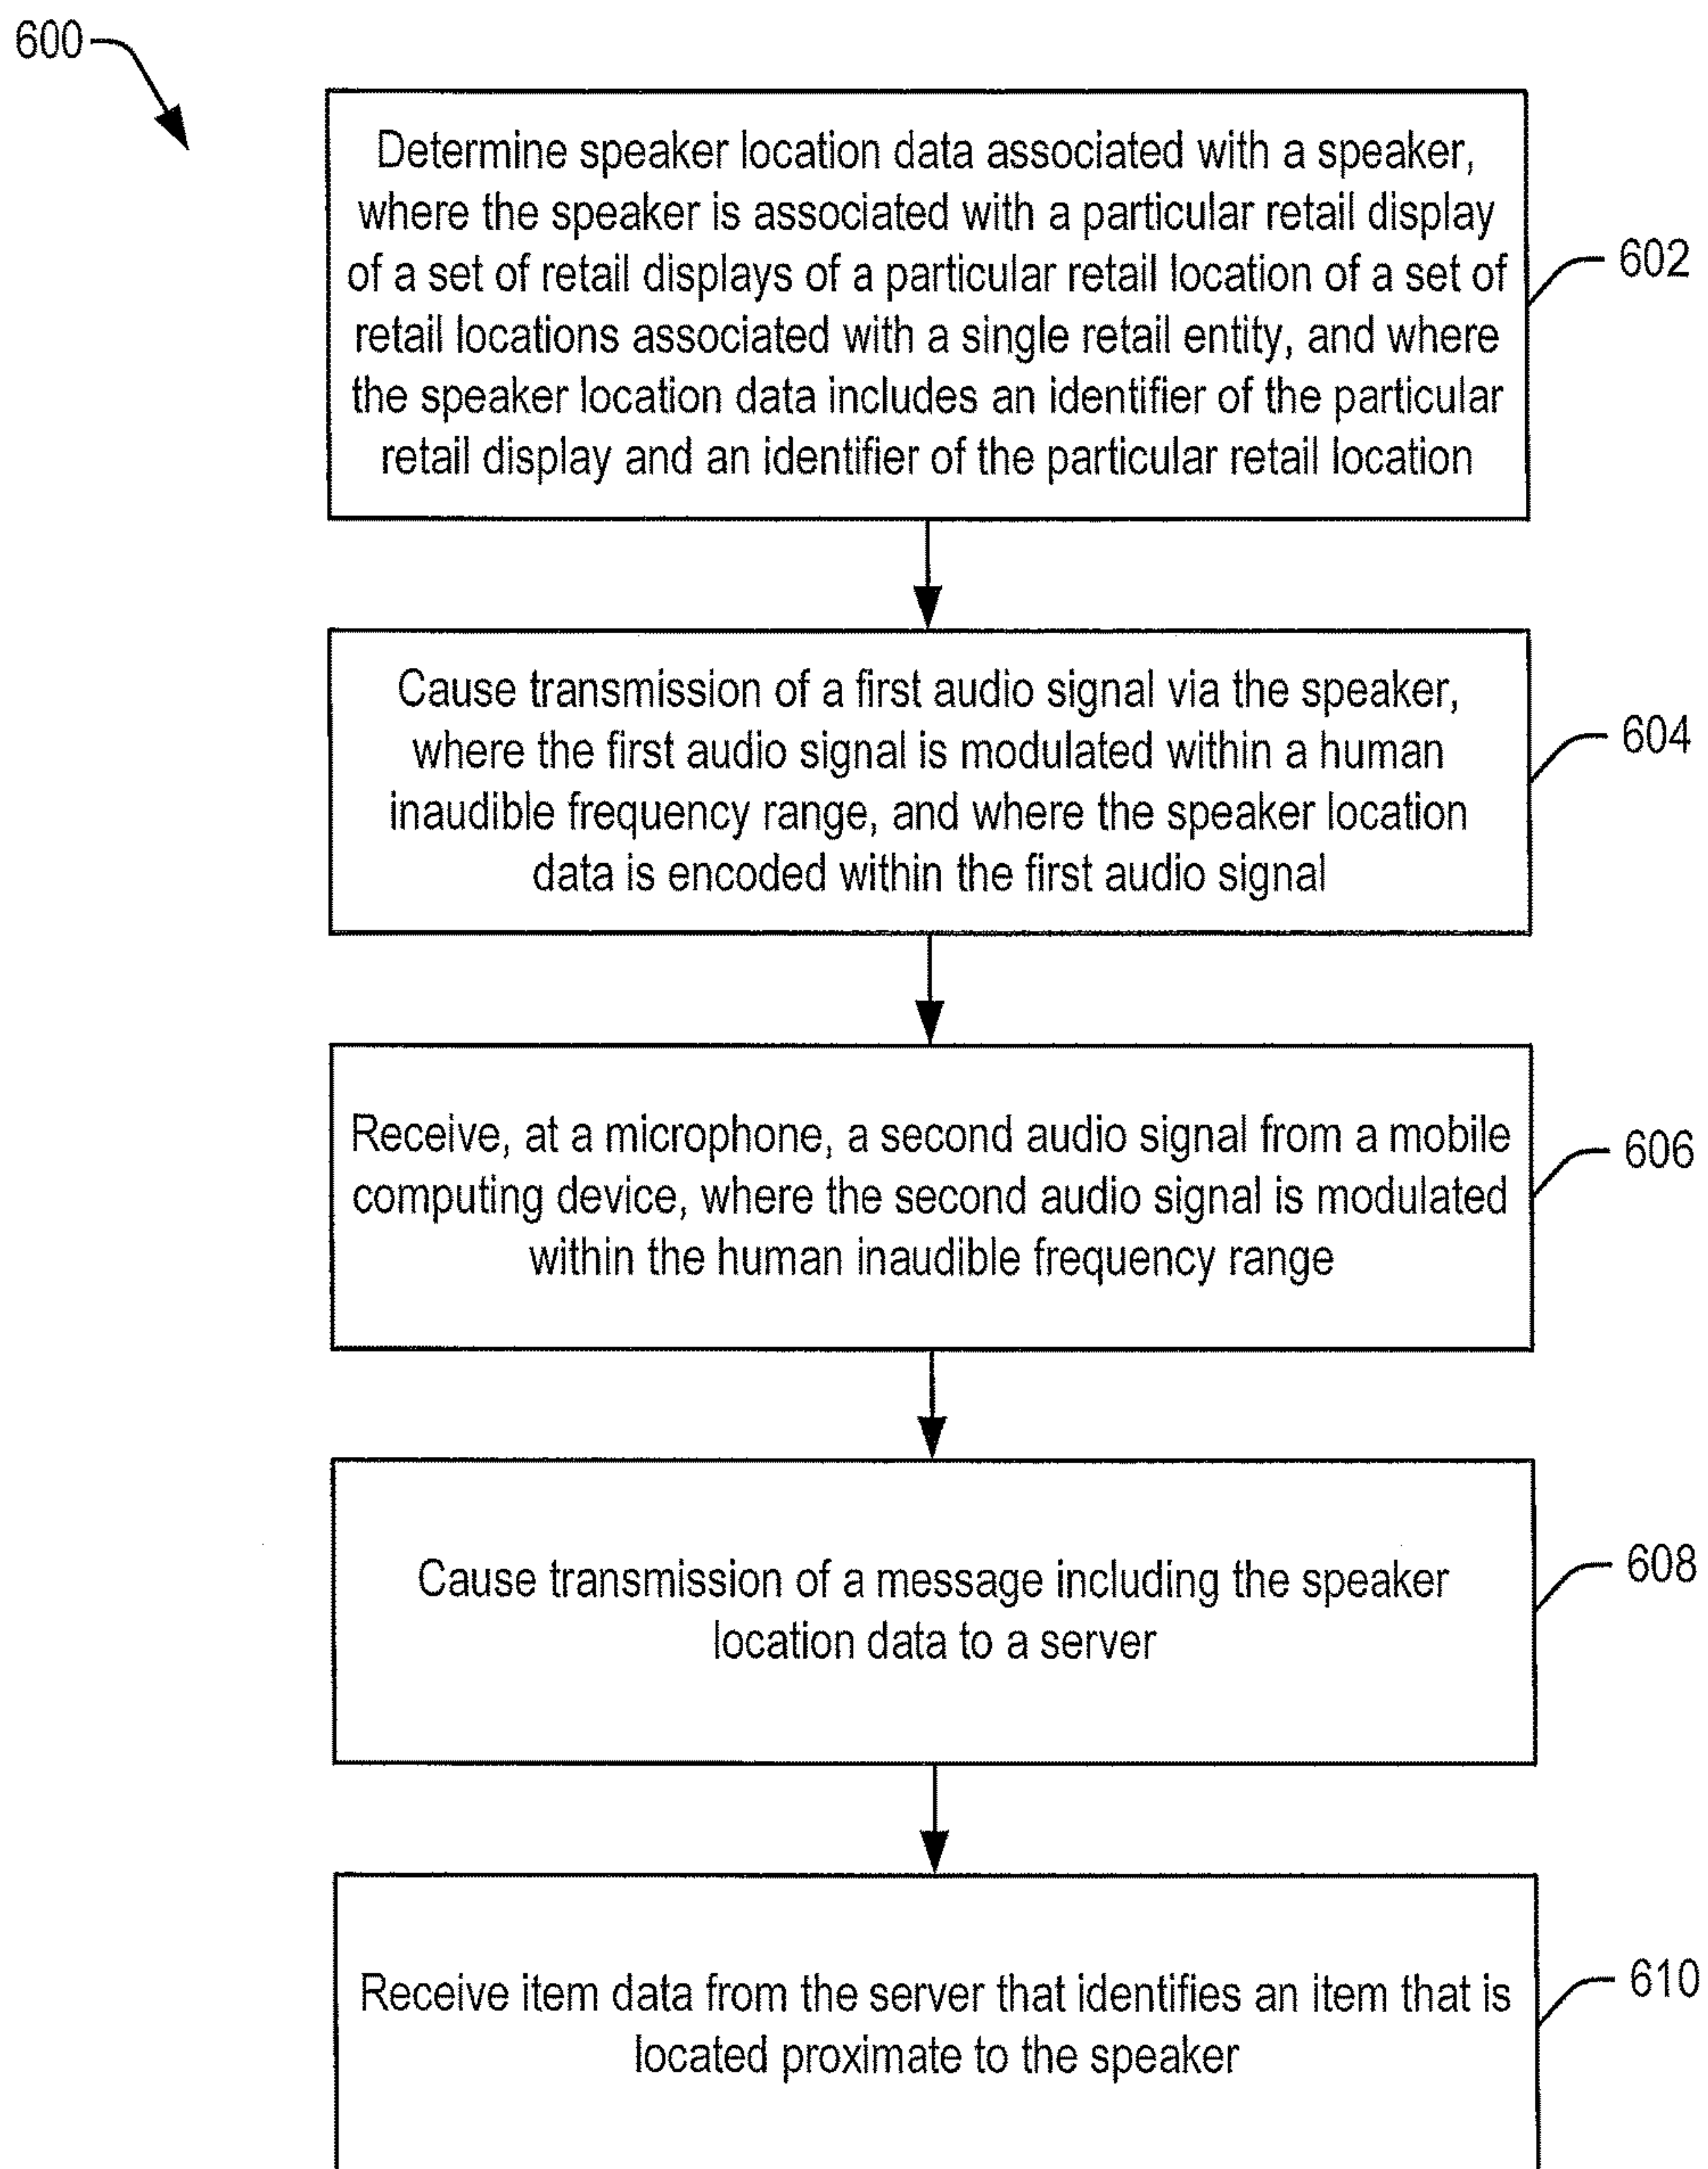 600
Determine speaker location data associated with a speaker,
where the speaker is associated with a particular retail display
of a set of retail displays of a particular retail location of a set of
retail locations associated with a single retail entity, and where
the speaker location data includes an identifier of the particular
retail display and an identifier of the particular retail location
602
Cause transmission of a first audio signal via the speaker,
where the first audio signal is modulated within a human
inaudible frequency range, and where the speaker location
data is encoded within the first audio signal
604
Receive, at a microphone, a second audio signal from a mobile
computing device, where the second audio signal is modulated
within the human inaudible frequency range
606
Cause transmission of a message including the speaker
location data to a server
608
Receive item data from the server that identifies an item that is
located proximate to the speaker
610